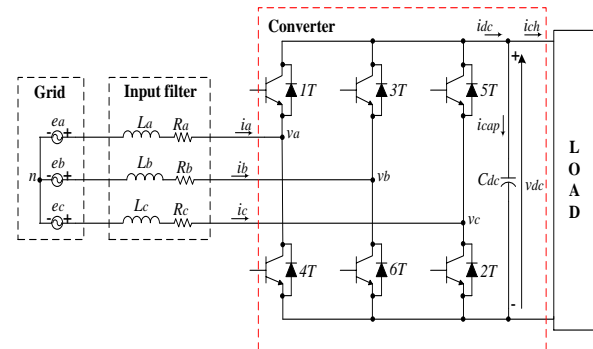 Converter
idc
ich
Grid
Input filter
1T
3T
5T
+
ea
- +
La
Ra
ia
va
icap
n
eb
- +
Lb
Rb
ib
vb
Cdc
vdc
L
O
A
D
ec
- +
Lc
Rc
ic
vc
4T
6T
2T
-